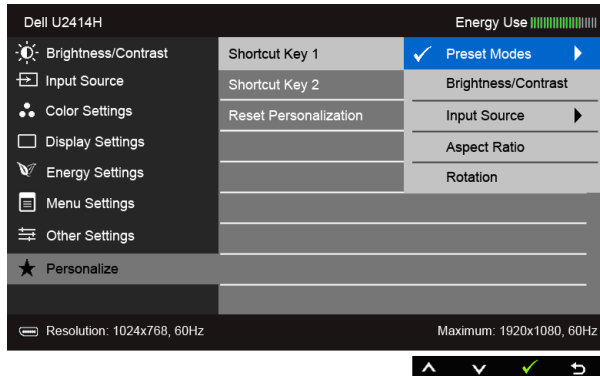 Dell U2414H
Energy Use
Brightness/Contrast
Input Source
Color Settings
Display Settings
Energy Settings
Menu Settings
Other Settings
Personalize
Shortcut Key 1
Shortcut Key 2
Reset Personalization
Preset Modes
Brightness/Contrast
Input Source
Aspect Ratio
Rotation
Resolution: 1024x768, 60Hz
Maximum: 1920x1080, 60Hz